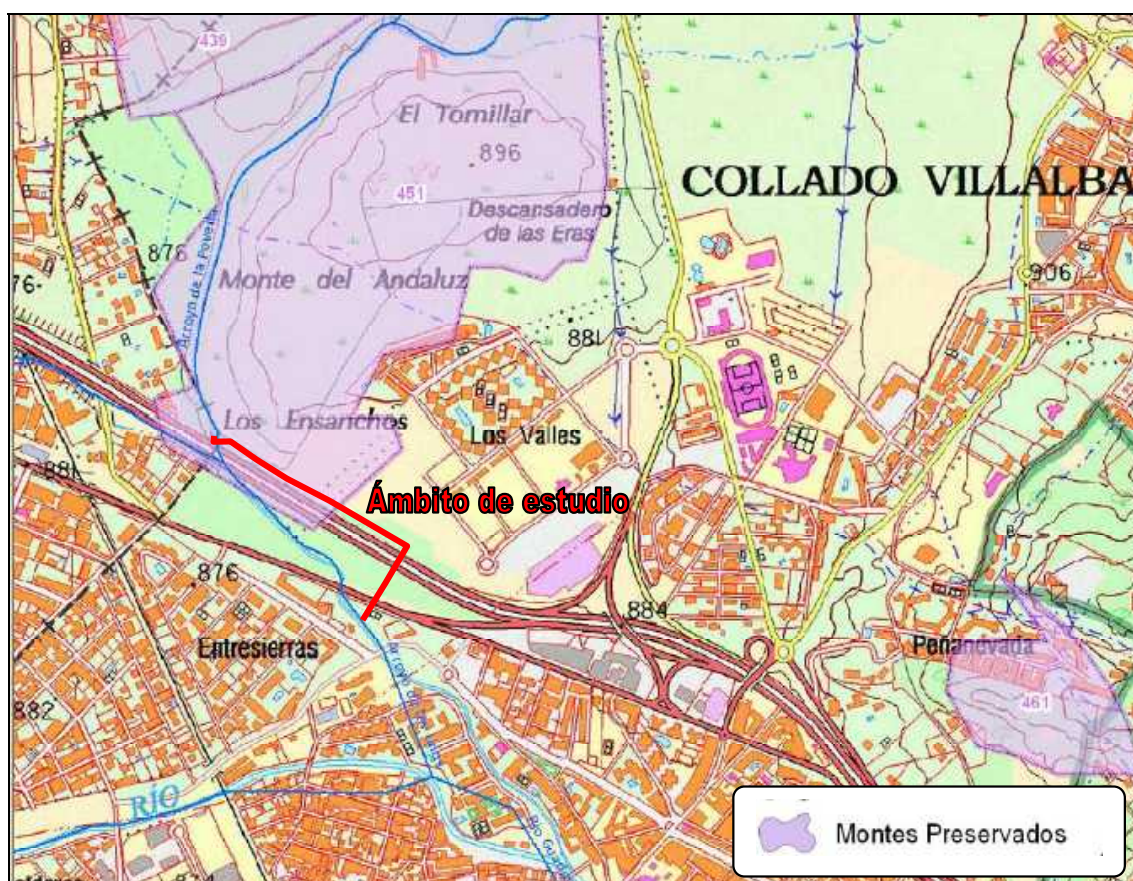 439
El Tomillar
896
451
COLLADO VILLALBA
Descansadero
de las Eras
876
Arroyo de la Poveda
Monte del Andaluz
906
76-
881
Los Ensanchos
Los Valles
881
Ámbito de estudio
876
884
Entresierras
Peñanevada
461
882
RÍO
Montes Preservados